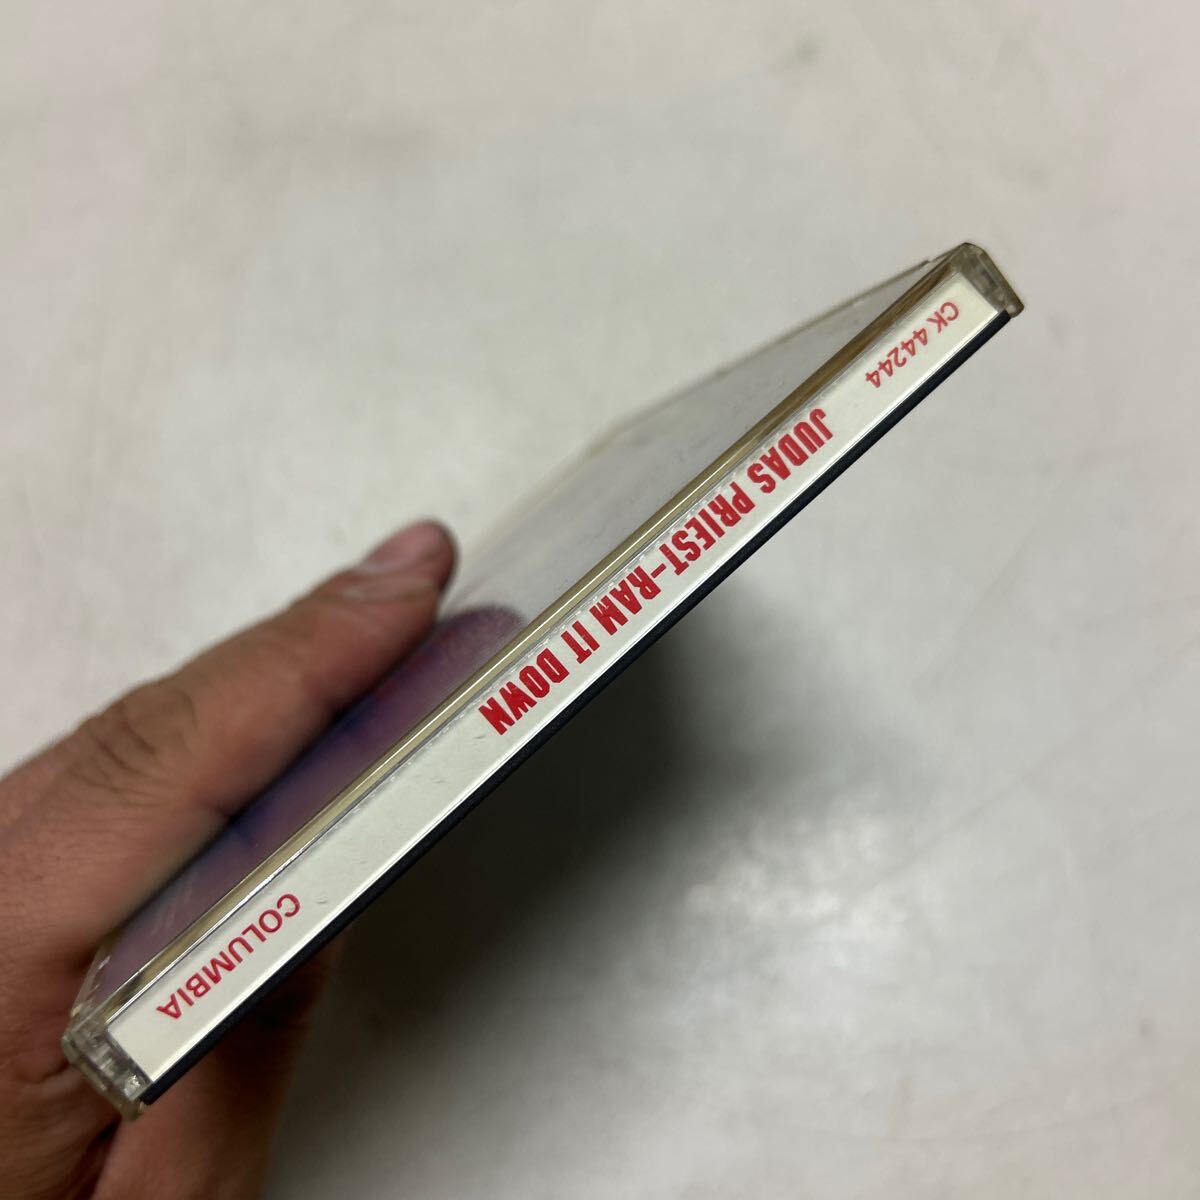 CK 44244
JUDAS PRIEST-RAM IT DOWN
COLUMBIA